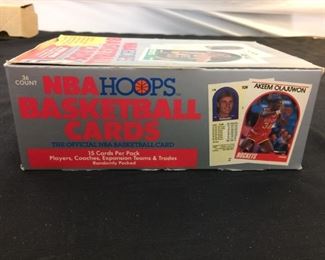 36
COUNT
NBA HOOPS
BASKETBALL
CARDS
THE OFFICIAL NBA BASKETBALL CARD
15 Cards Per Pack
Players, Coaches, Expansion Teams & Trades
Randomly Packed
AKEEM OLAJUWON
ROCKETS